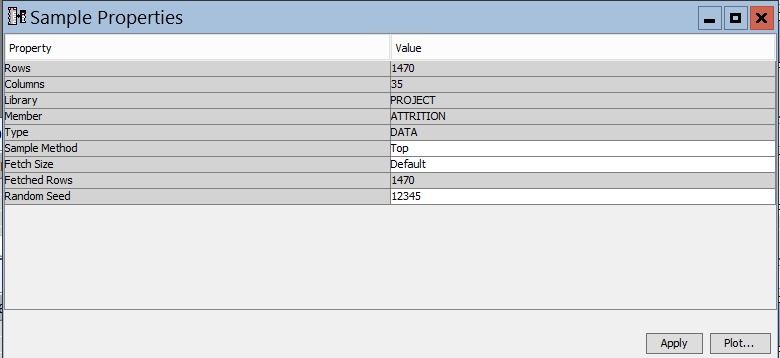 Sample Properties
Property Value
Rows 1470
Columns 35
Library PROJECT
Member ATTRITION
Type DATA
Sample Method Top
Fetch Size Default
Fetched Rows 1470
Random Seed 12345
Apply Plot...